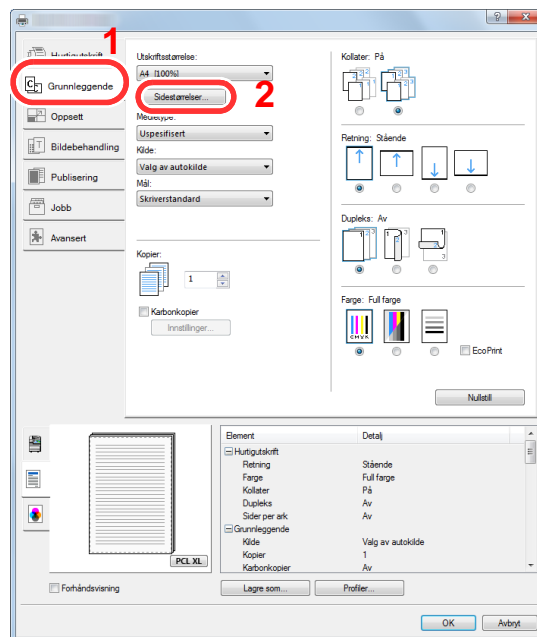 1
Hurtigutskrift
Grunnleggende
Oppsett
Bildebehandling
Publisering
Jobb
Avansert
Utskriftsstørrelse:
A4 [100%]
Sidestørrelser...
2
Medietype:
Uspesifisert
Kilde:
Valg av autokilde
Mål:
Skriverstandard
Kopier:
1
Karbonkopier
Innstillinger...
Kollater: På
Retning: Stående
Dupleks: Av
Farge: Full farge
CMYK
EcoPrint
Nullstill
PCL XL
Forhåndsvisning
Element Detalj
Hurtigutskrift
Retning Stående
Farge Full farge
Kollater På
Dupleks Av
Sider per ark Av
Grunnleggende
Kilde Valg av autokilde
Kopier 1
Karbonkopier Av
Lagre som... Profiler...
OK Avbryt